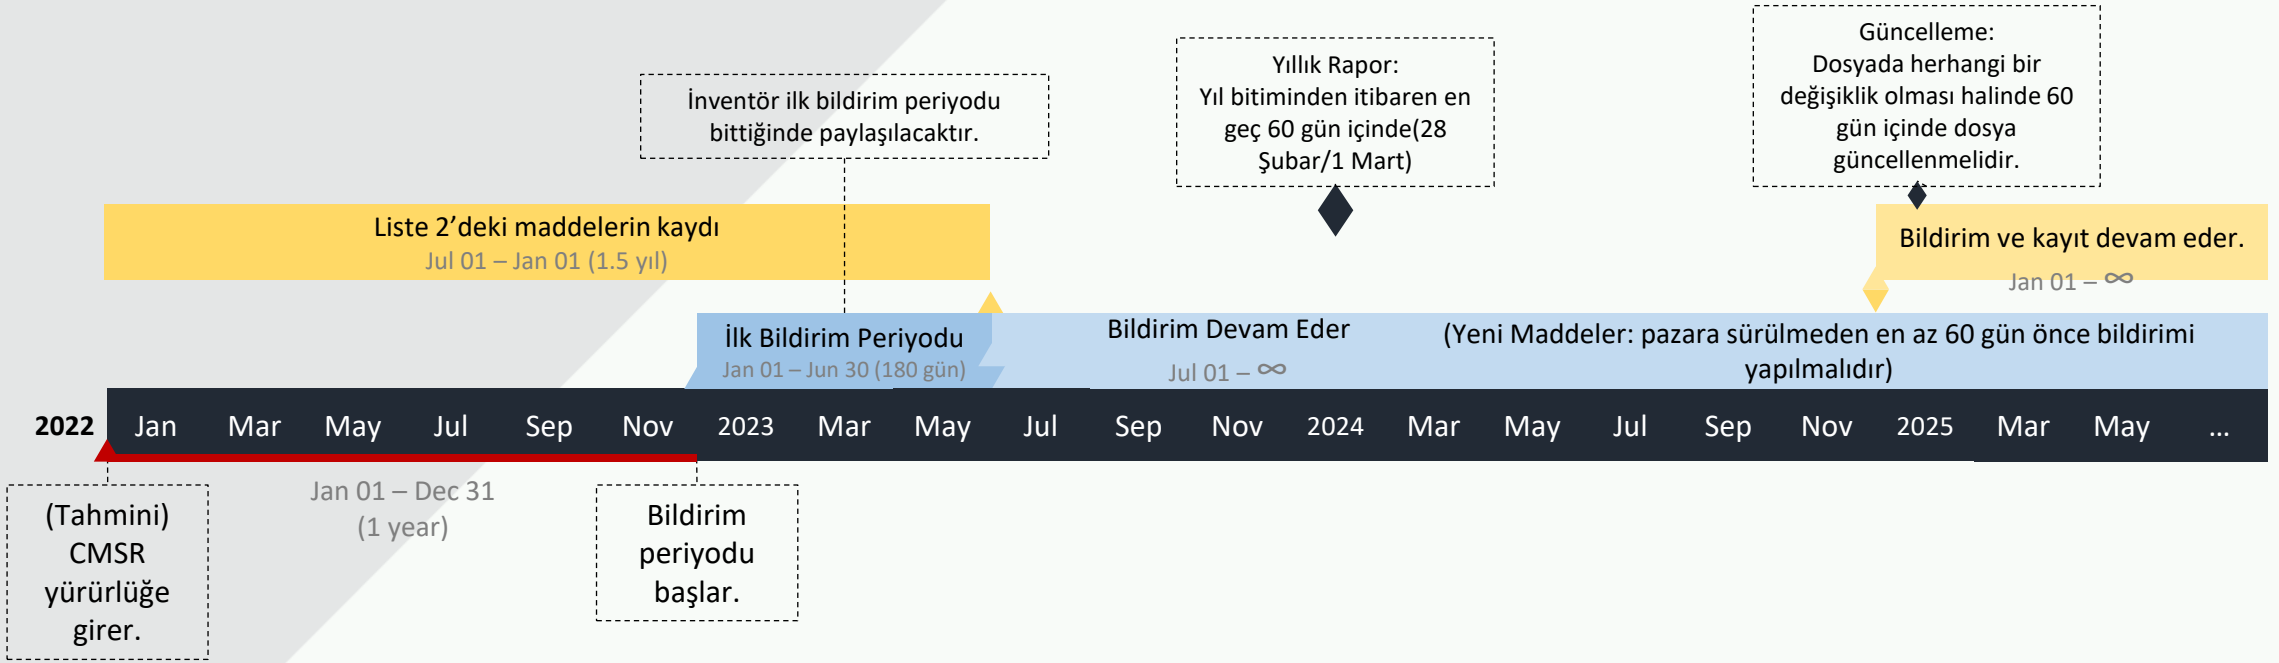 İnventör ilk bildirim periyodu
bittiğinde paylaşılacaktır.
Yıllık Rapor:
Yıl bitiminden itibaren en
geç 60 gün içinde(28
Şubar/1 Mart)
Güncelleme:
Dosyada herhangi bir
değişiklik olması halinde 60
gün içinde dosya
güncellenmelidir.
Liste 2’deki maddelerin kaydı
Jul 01 – Jan 01 (1.5 yıl)
Bildirim ve kayıt devam eder.
Jan 01 – ∞
İlk Bildirim Periyodu
Jan 01 – Jun 30 (180 gün)
Bildirim Devam Eder
Jul 01 – ∞
(Yeni Maddeler: pazara sürülmeden en az 60 gün önce bildirimi
yapılmalıdır)
2022 Jan Mar May Jul Sep Nov 2023 Mar May Jul Sep Nov 2024 Mar May Jul Sep Nov 2025 Mar May ...
Jan 01 – Dec 31
(1 year)
(Tahmini)
CMSR
yürürlüğe
girer.
Bildirim
periyodu
başlar.